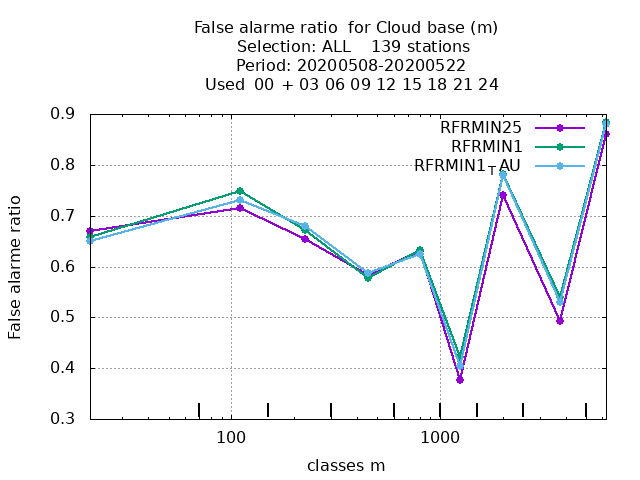 False alarme ratio  for Cloud base (m)
Selection: ALL    139 stations
Period: 20200508-20200522
Used  00 + 03 06 09 12 15 18 21 24
0.9
RFRMIN25
RFRMIN1
RFRMIN1TAU
0.8
0.7
0.6
0.5
0.4
0.3
False alarme ratio
100
1000
classes m